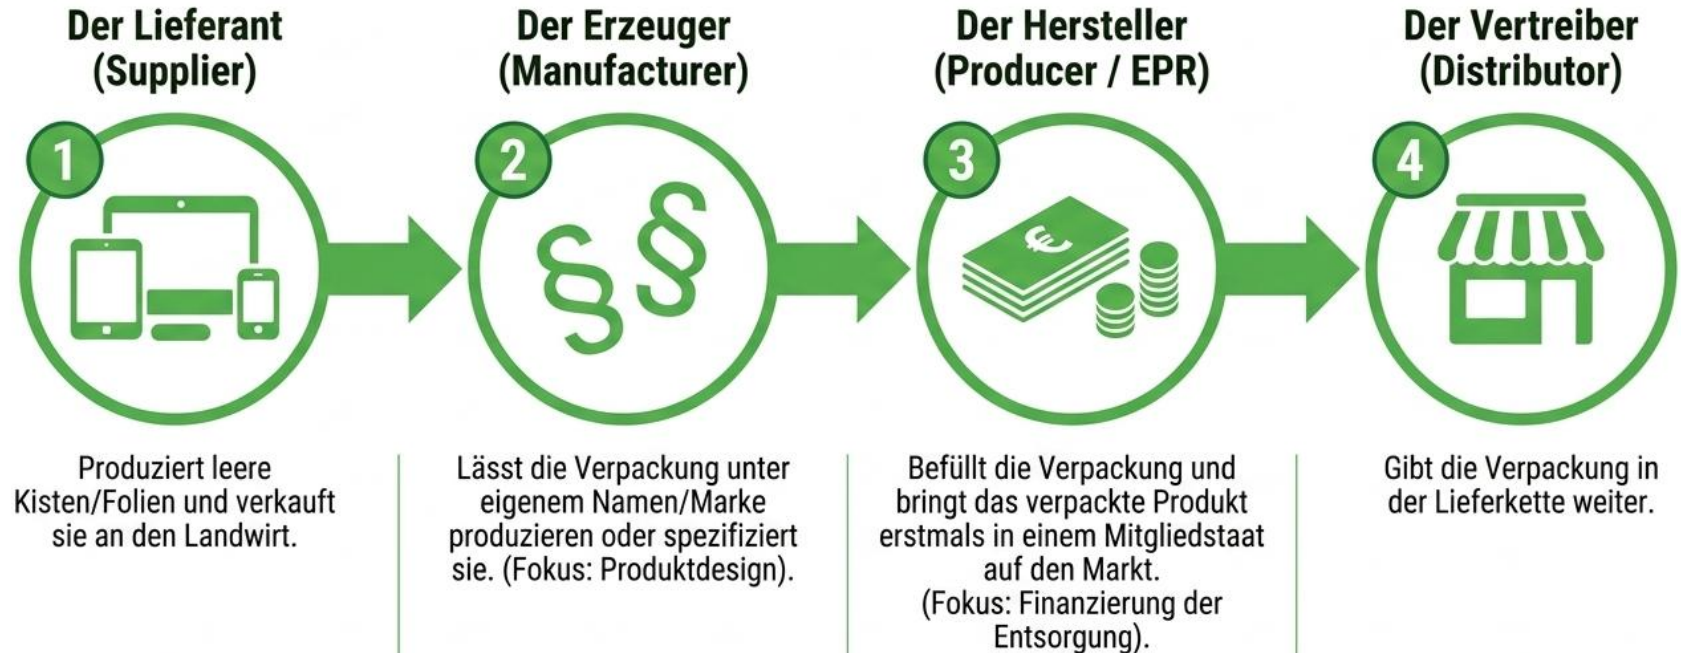 Der Lieferant
(Supplier)
1
Produziert leere
Kisten/Folien und verkauft
sie an den Landwirt.
Der Erzeuger
(Manufacturer)
2
§
§
Lässt die Verpackung unter
eigenem Namen/Marke
produzieren oder spezifiziert
sie. (Fokus: Produktdesign).
Der Hersteller
(Producer / EPR)
3
€
Befüllt die Verpackung und
bringt das verpackte Produkt
erstmals in einem Mitgliedstaat
auf den Markt.
(Fokus: Finanzierung der
Entsorgung).
Der Vertreiber
(Distributor)
4
Gibt die Verpackung in
der Lieferkette weiter.